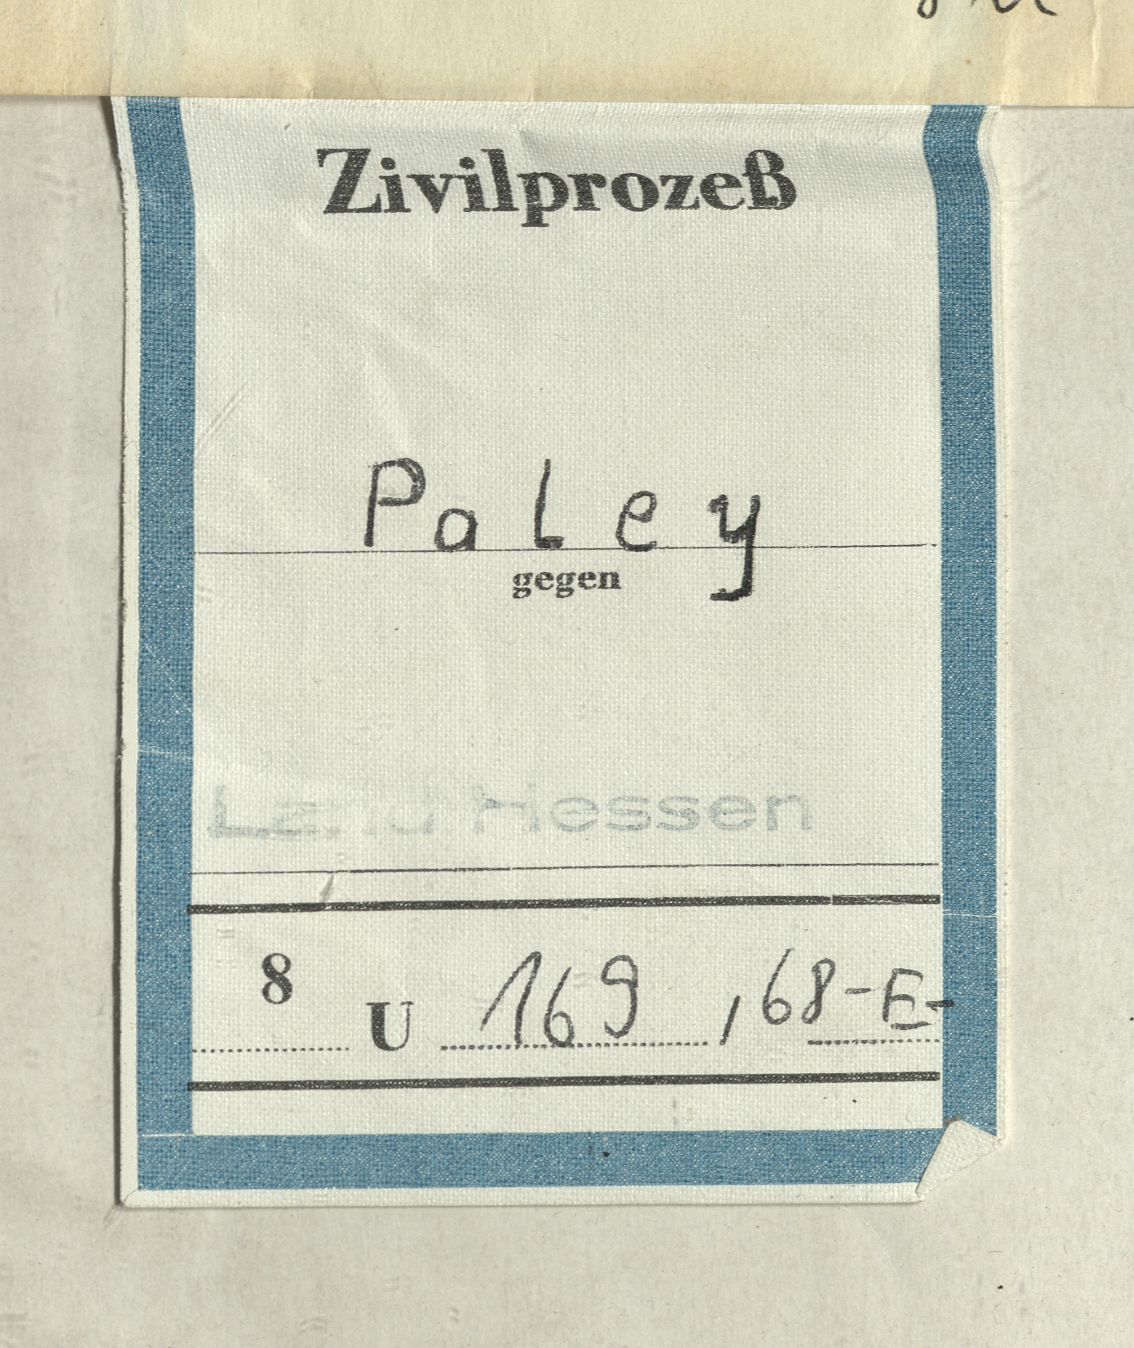 Zivilprozeß
Paley
gegen
Land Hessen
8 U 169 /68-E-